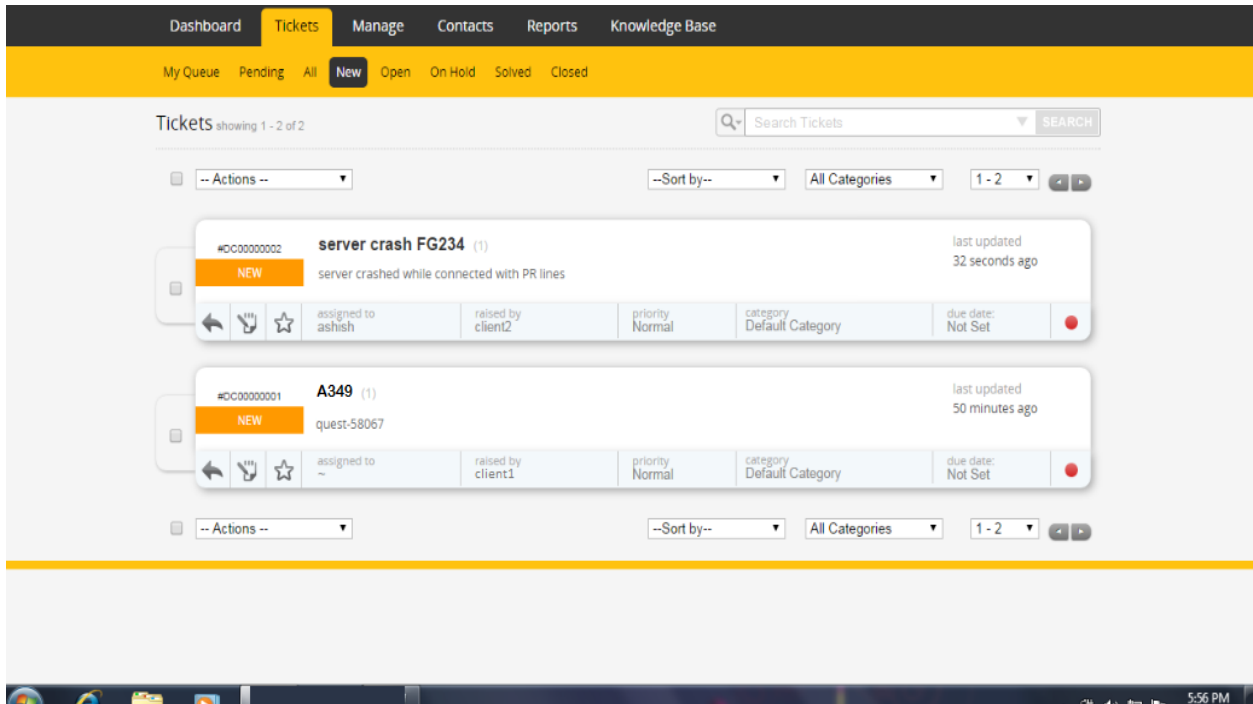 Dashboard Tickets Manage Contacts Reports Knowledge Base
My Queue Pending All New Open On Hold Solved Closed
Tickets showing 1 - 2 of 2 Search Tickets SEARCH
-- Actions -- --Sort by-- All Categories 1 - 2
#DC00000002 server crash FG234 (1) last updated
NEW server crashed while connected with PR lines 32 seconds ago
assigned to raised by priority category due date:
ashish client2 Normal Default Category Not Set
#DC00000001 A349 (1) last updated
NEW quest-58067 50 minutes ago
assigned to raised by priority category due date:
~ client1 Normal Default Category Not Set
-- Actions -- --Sort by-- All Categories 1 - 2
5:56 PM